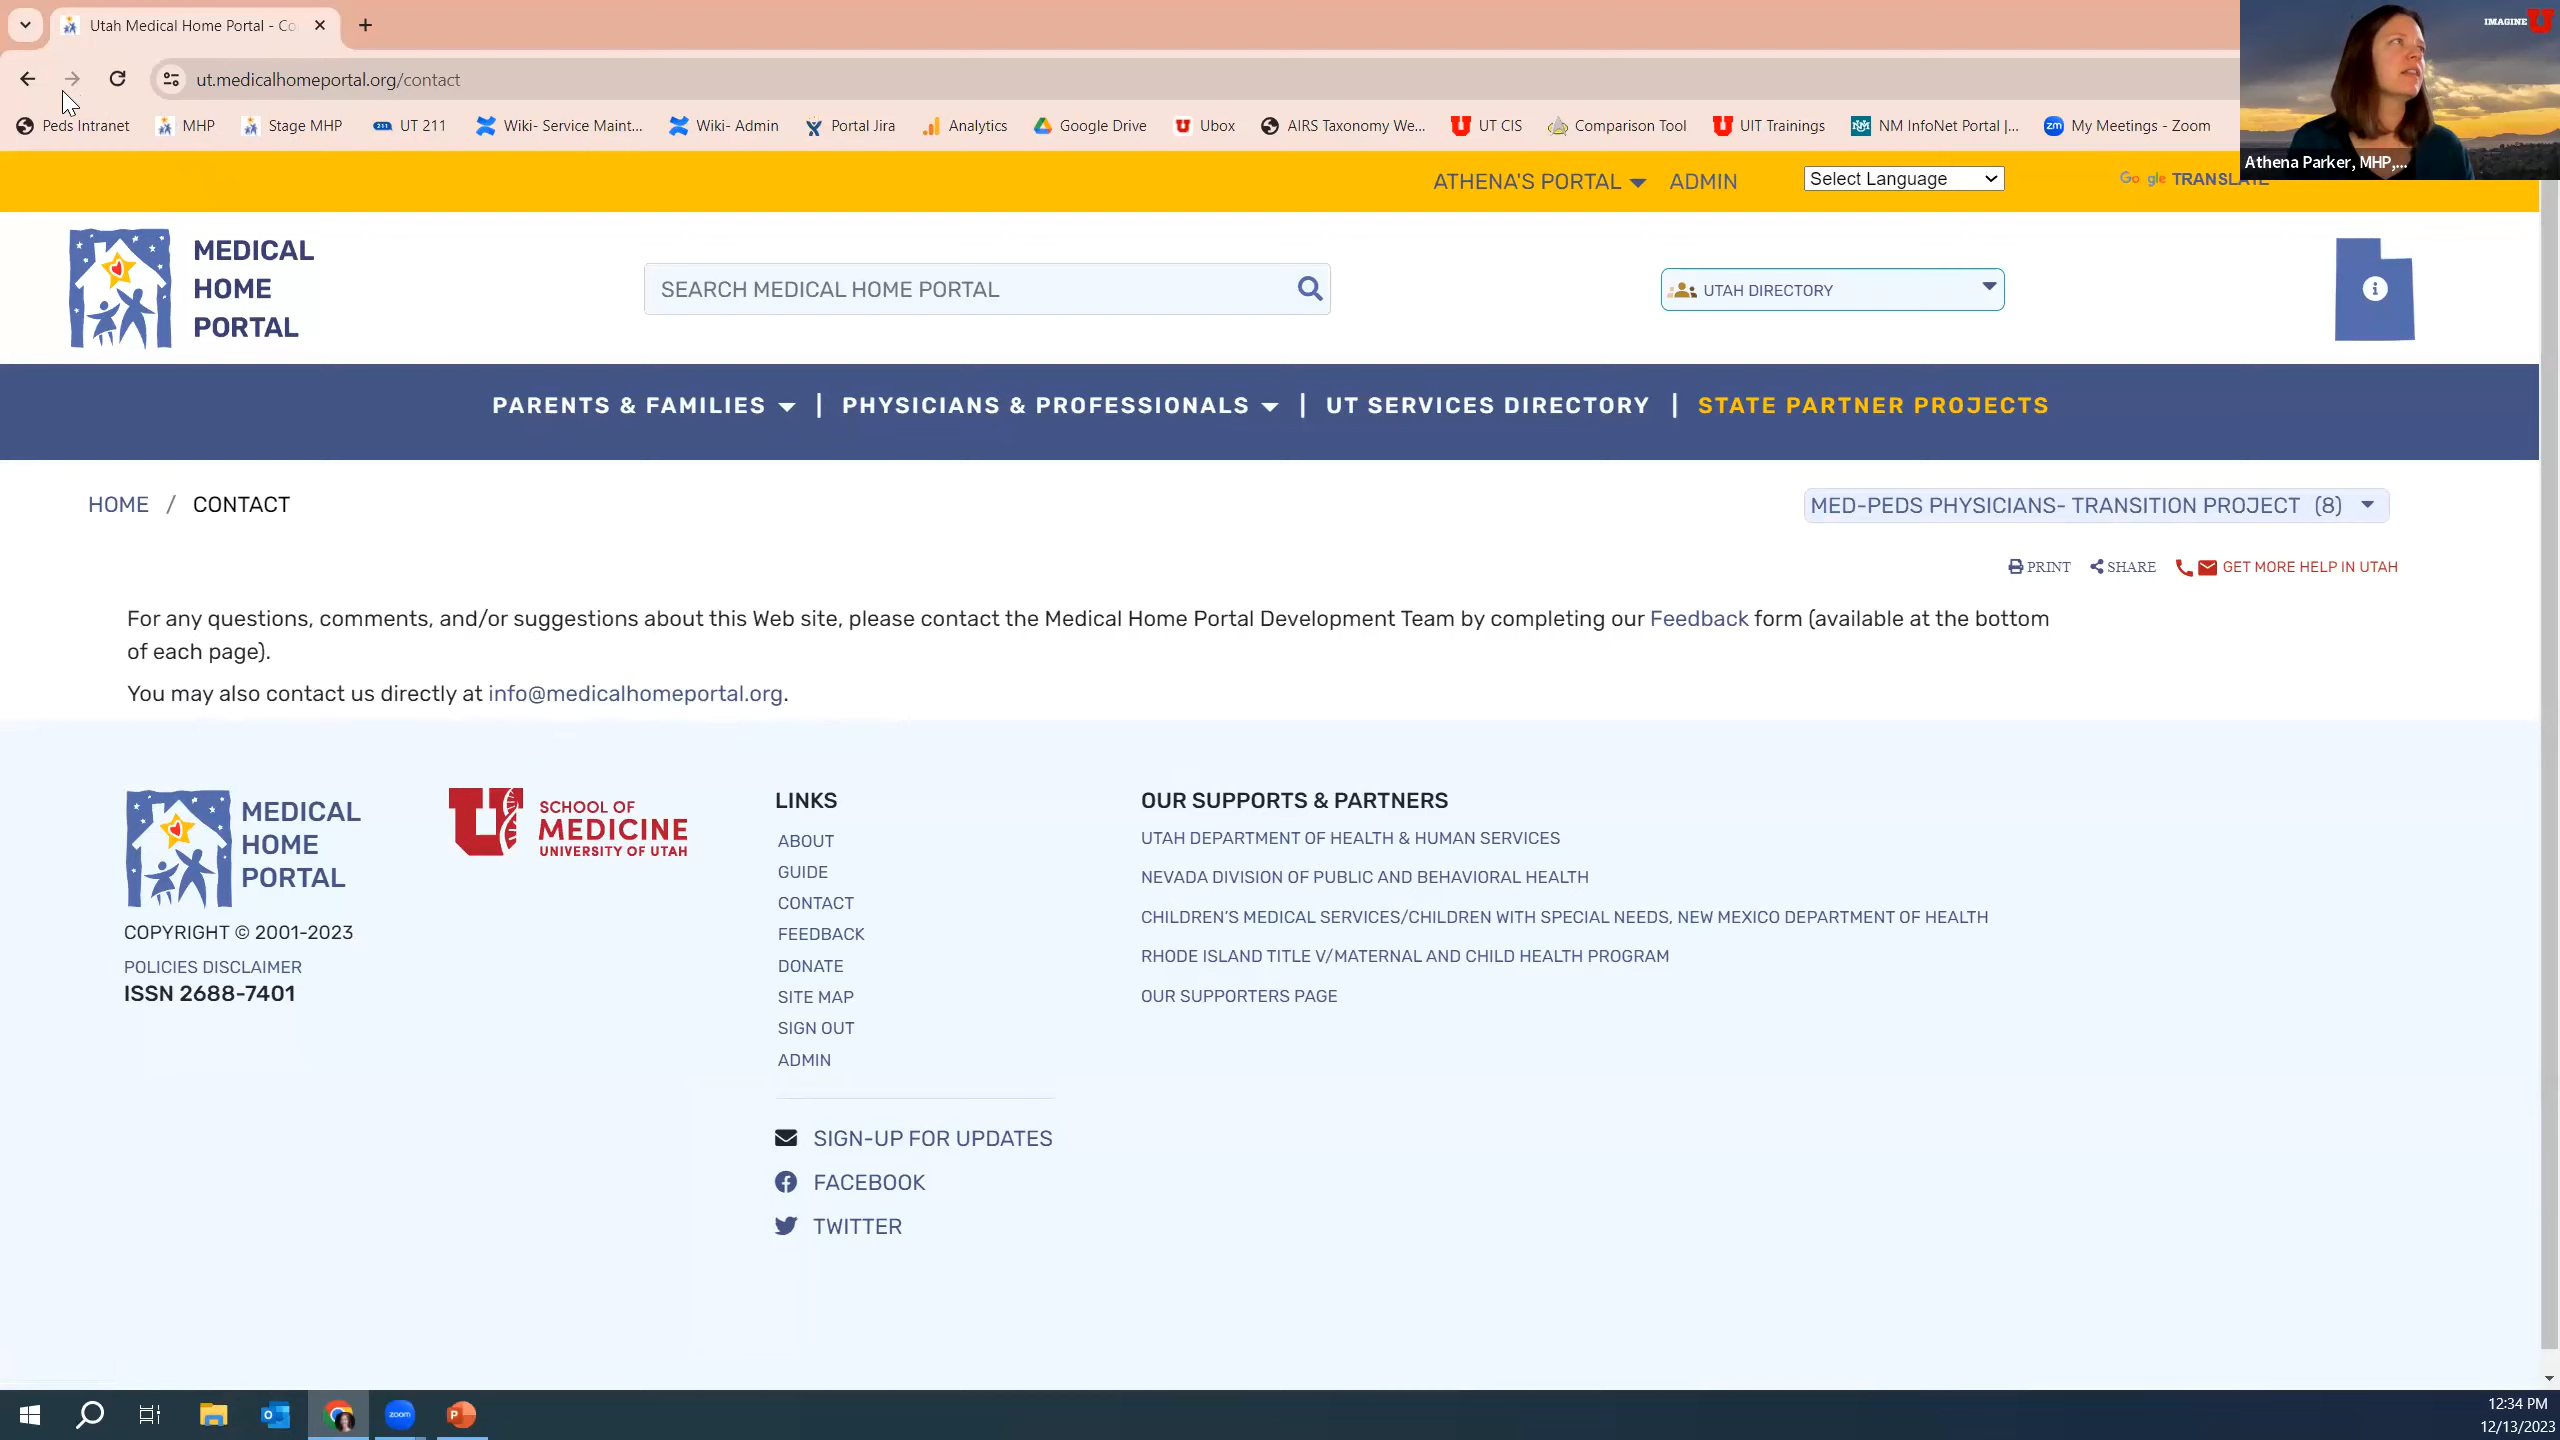 Utah Medical Home Portal - Co
ut.medicalhomeportal.org/contact
Peds Intranet MHP Stage MHP UT 211 Wiki- Service Maint... Wiki- Admin Portal Jira Analytics Google Drive Ubox AIRS Taxonomy We... UT CIS Comparison Tool UIT Trainings NM InfoNet Portal |... My Meetings - Zoom
IMAGINE U
Athena Parker, MHP,...
ATHENA'S PORTAL ADMIN Select Language Go gle TRANSLATE
MEDICAL
HOME
PORTAL
SEARCH MEDICAL HOME PORTAL
UTAH DIRECTORY
PARENTS & FAMILIES | PHYSICIANS & PROFESSIONALS | UT SERVICES DIRECTORY | STATE PARTNER PROJECTS
HOME / CONTACT
MED-PEDS PHYSICIANS- TRANSITION PROJECT (8)
PRINT SHARE GET MORE HELP IN UTAH
For any questions, comments, and/or suggestions about this Web site, please contact the Medical Home Portal Development Team by completing our Feedback form (available at the bottom
of each page).
You may also contact us directly at info@medicalhomeportal.org.
MEDICAL
HOME
PORTAL
COPYRIGHT © 2001-2023
POLICIES DISCLAIMER
ISSN 2688-7401
SCHOOL OF
MEDICINE
UNIVERSITY OF UTAH
LINKS
ABOUT
GUIDE
CONTACT
FEEDBACK
DONATE
SITE MAP
SIGN OUT
ADMIN
SIGN-UP FOR UPDATES
FACEBOOK
TWITTER
OUR SUPPORTS & PARTNERS
UTAH DEPARTMENT OF HEALTH & HUMAN SERVICES
NEVADA DIVISION OF PUBLIC AND BEHAVIORAL HEALTH
CHILDREN'S MEDICAL SERVICES/CHILDREN WITH SPECIAL NEEDS, NEW MEXICO DEPARTMENT OF HEALTH
RHODE ISLAND TITLE V/MATERNAL AND CHILD HEALTH PROGRAM
OUR SUPPORTERS PAGE
zoom
12:34 PM
12/13/2023